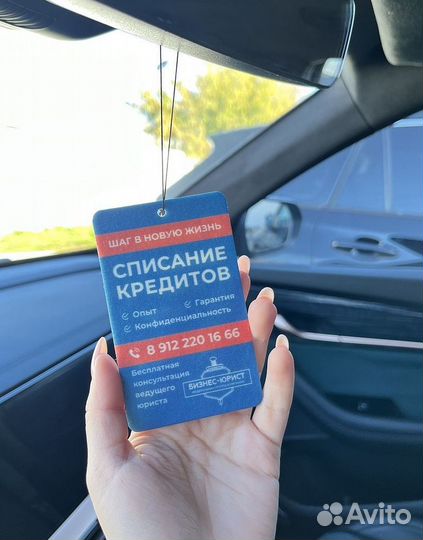 ШАГ В НОВУЮ ЖИЗНЬ
СПИСАНИЕ
КРЕДИТОВ
Опыт
Гарантия
Конфиденциальность
8 912 220 16 66
Бесплатная
консультация
ведущего
юриста
БИЗНЕС-ЮРИСТ
Avito